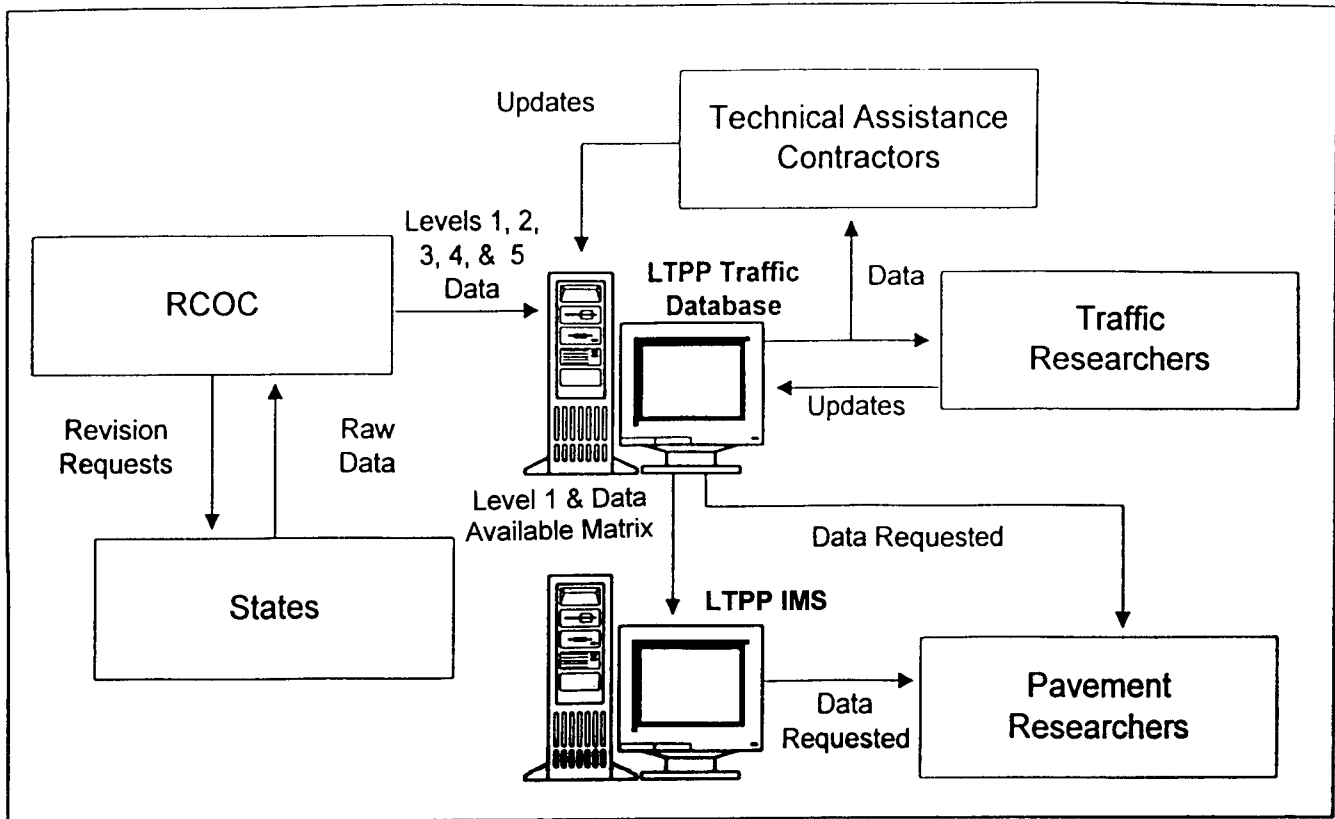 Updates
Technical Assistance
Contractors
Levels 1, 2,
3, 4, & 5
Data
RCOC
LTPP Traffic
Database
Data
Traffic
Researchers
Updates
Revision
Requests
Raw
Data
Level 1 & Data
Available Matrix
Data Requested
States
LTPP IMS
Data
Requested
Pavement
Researchers